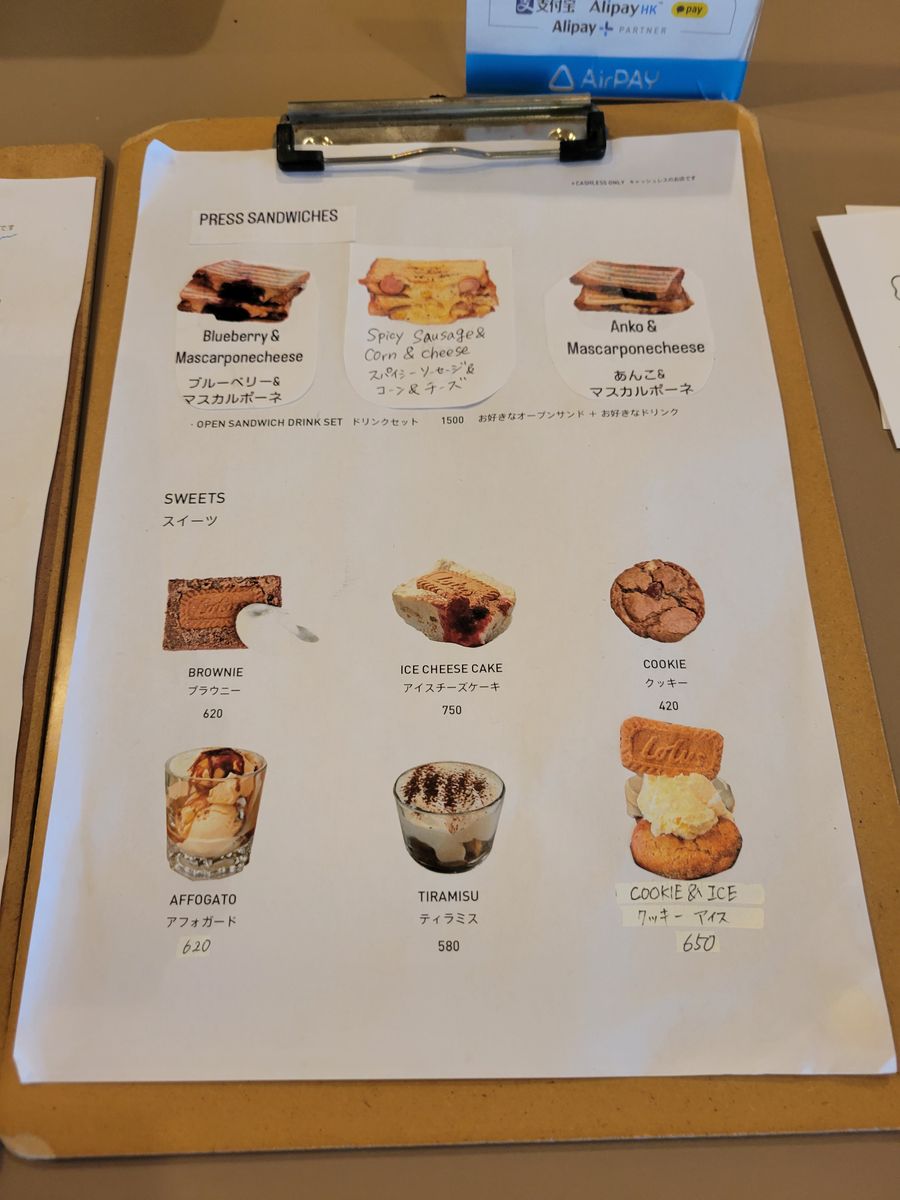 支付宝 Alipay HK pay
Alipay+ PARTNER
AirPAY
です
*CASHLESS ONLY キャッシュレスのお店です
PRESS SANDWICHES
Blueberry &
Mascarponecheese
ブルーベリー&
マスカルポーネ
Spicy Sausage &
Corn & cheese
スパイシーソーセージ&
コーン&チーズ
Anko &
Mascarponecheese
あんこ&
マスカルポーネ
· OPEN SANDWICH DRINK SET ドリンクセット 1500 お好きなオープンサンド + お好きなドリンク
SWEETS
スイーツ
Lotus
BROWNIE
ブラウニー
620
Lotus
ICE CHEESE CAKE
アイスチーズケーキ
750
COOKIE
クッキー
420
AFFOGATO
アフォガード
620
TIRAMISU
ティラミス
580
Lotus
COOKIE & ICE
クッキー アイス
650